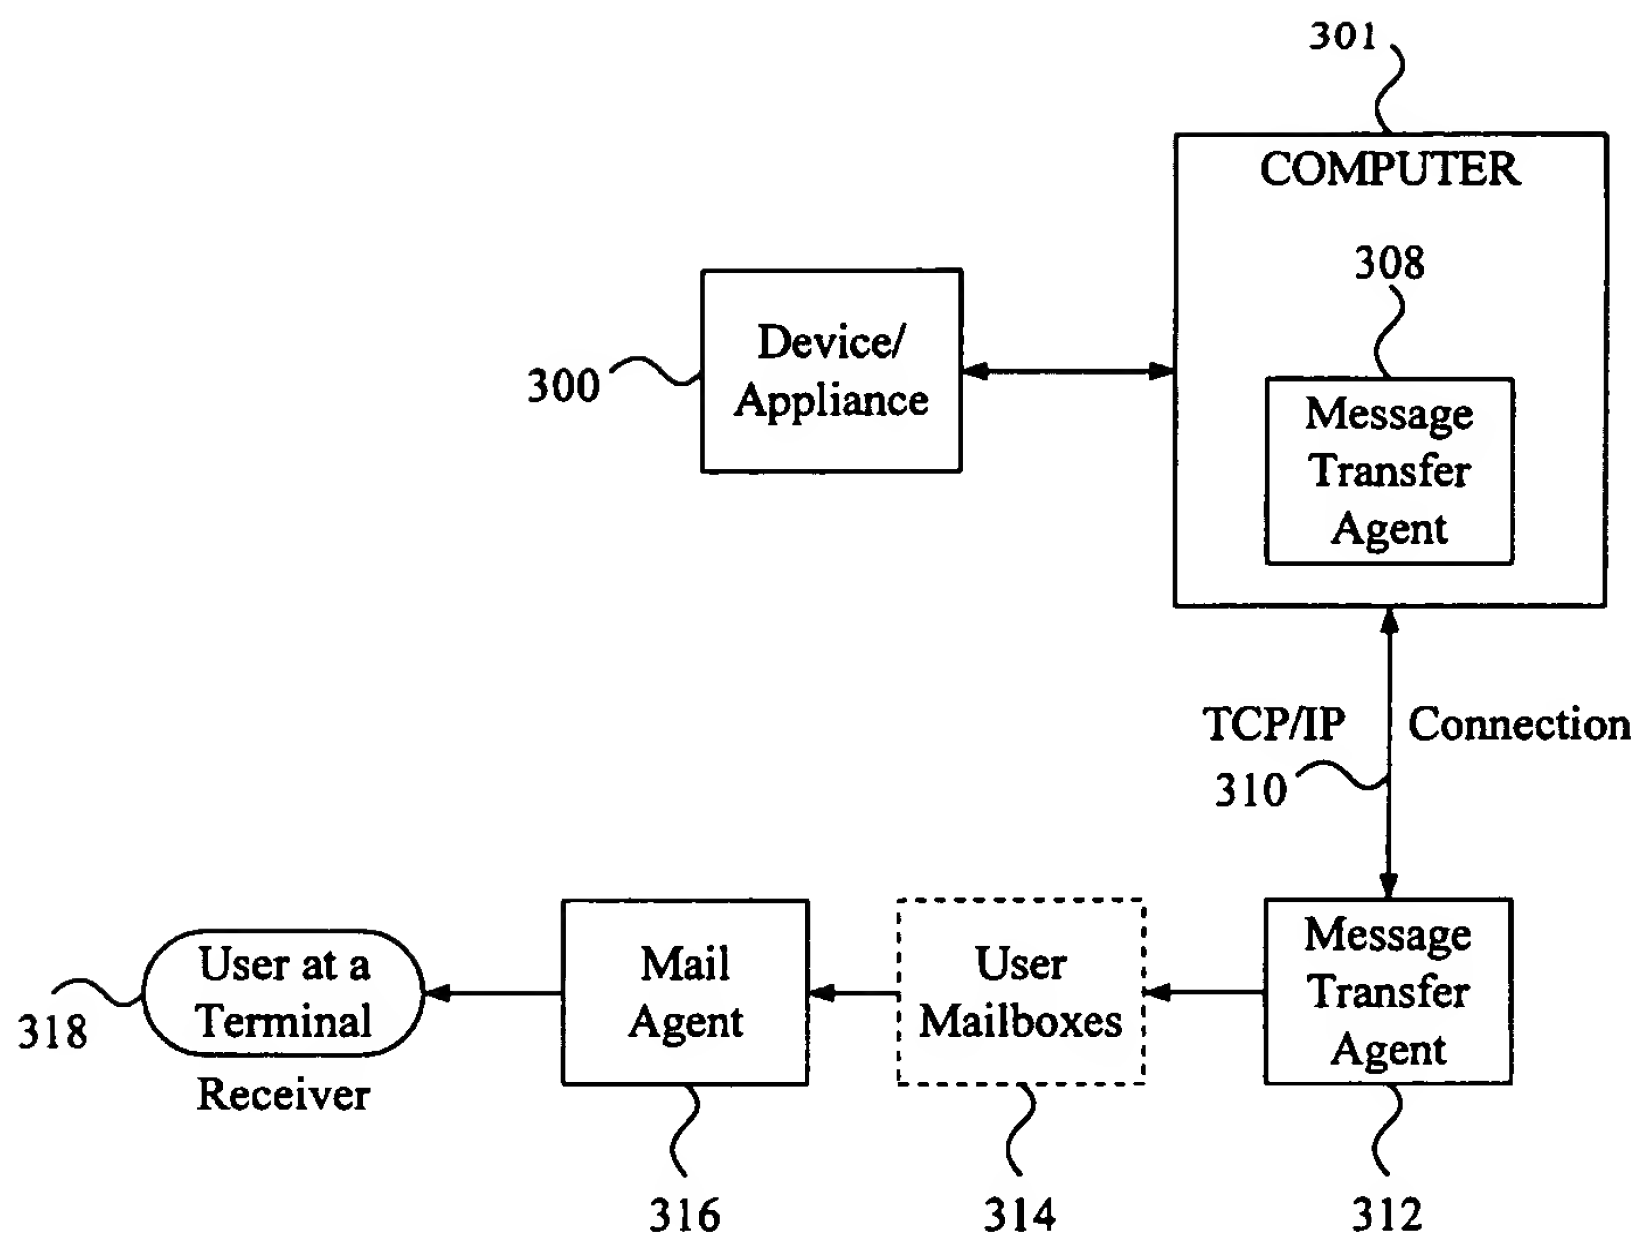 301
COMPUTER
308
Device/
Appliance
300
Message
Transfer
Agent
TCP/IP Connection
310
User at a
Terminal
318
Receiver
Mail
Agent
316
User
Mailboxes
314
Message
Transfer
Agent
312